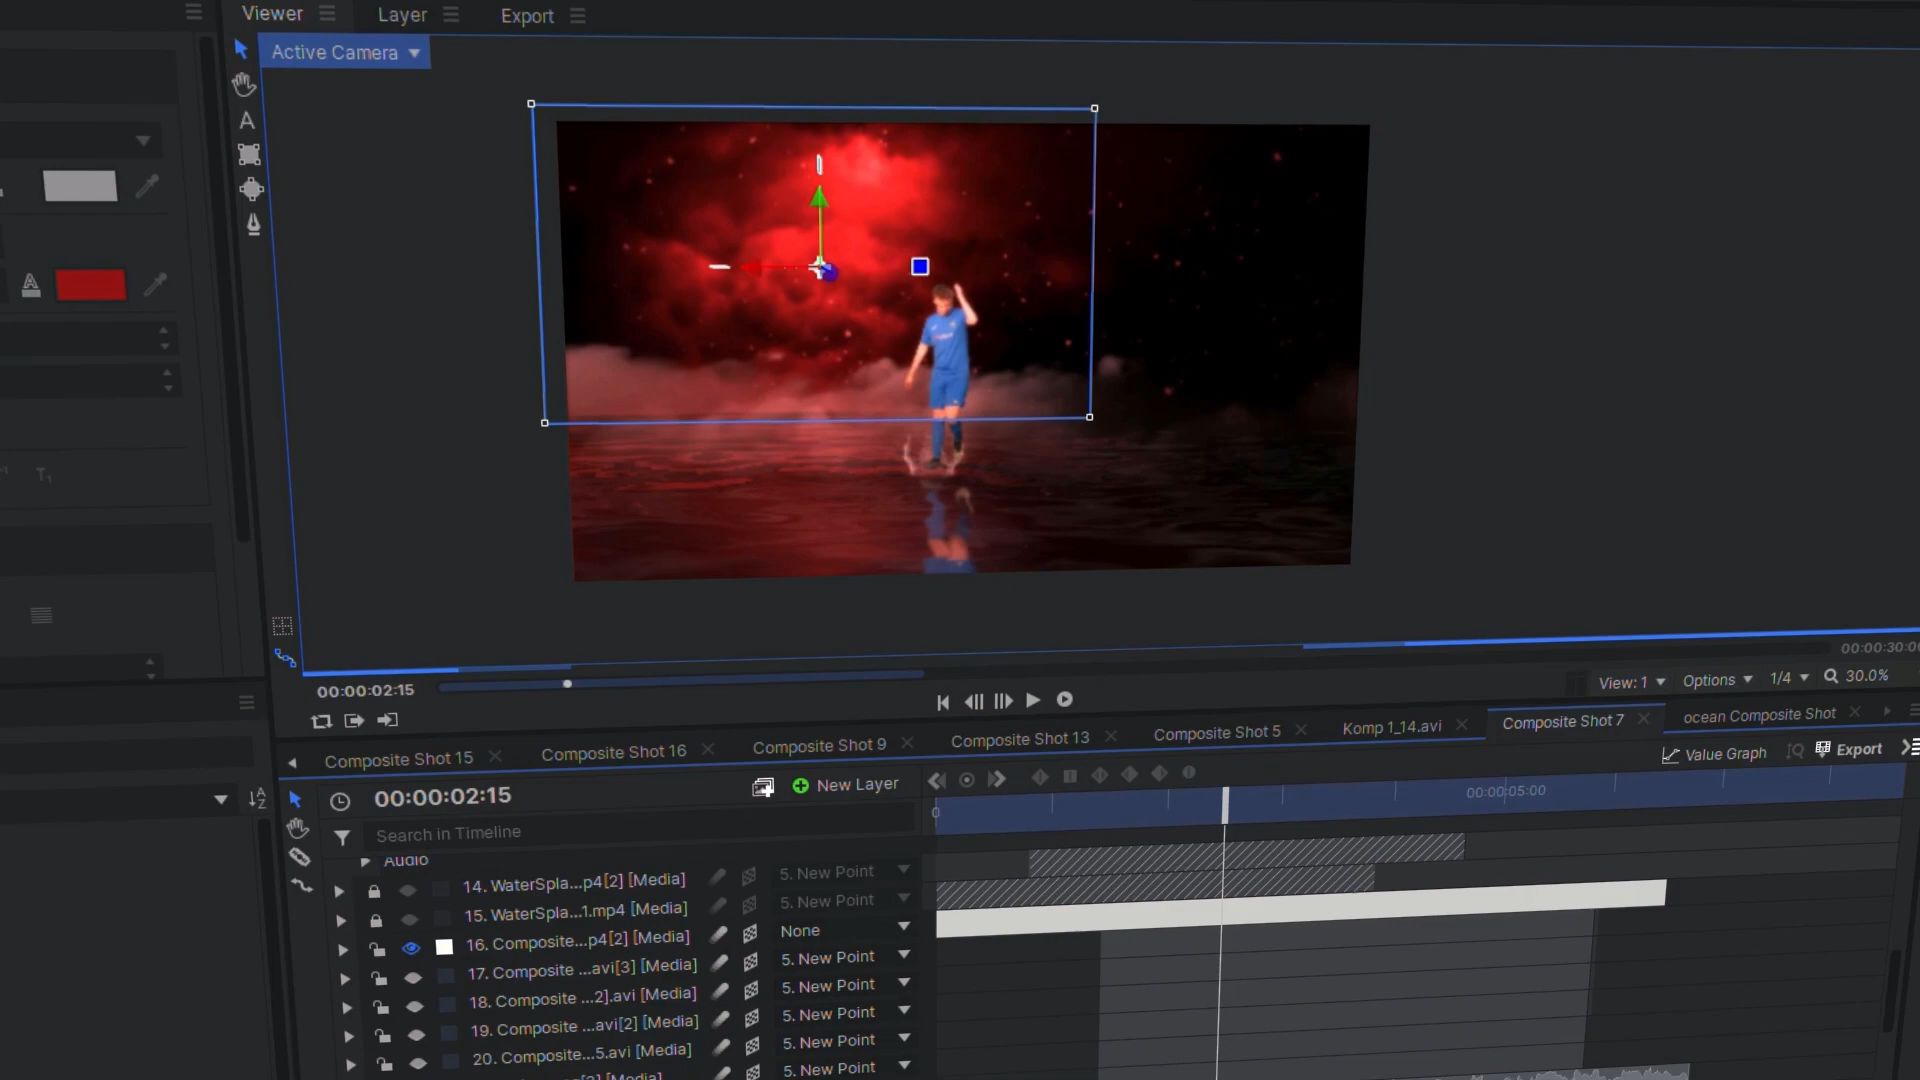 Viewer
Layer
Export
Active Camera
A
A
T1
00:00:30:00
00:00:02:15
View: 1
Options
1/4
30.0%
Composite Shot 15
Composite Shot 16
Composite Shot 9
Composite Shot 13
Composite Shot 5
Komp 1_14.avi
Composite Shot 7
ocean Composite Shot
Value Graph
Export
00:00:02:15
New Layer
Search in Timeline
0
00:00:05:00
Audio
14. WaterSpla...p4[2] [Media]
5. New Point
15. WaterSpla...1.mp4 [Media]
5. New Point
16. Composite...p4[2] [Media]
None
17. Composite ...avi[3] [Media]
5. New Point
18. Composite ...2].avi [Media]
5. New Point
19. Composite ...avi[2] [Media]
5. New Point
20. Composite...5.avi [Media]
5. New Point
5. New Point